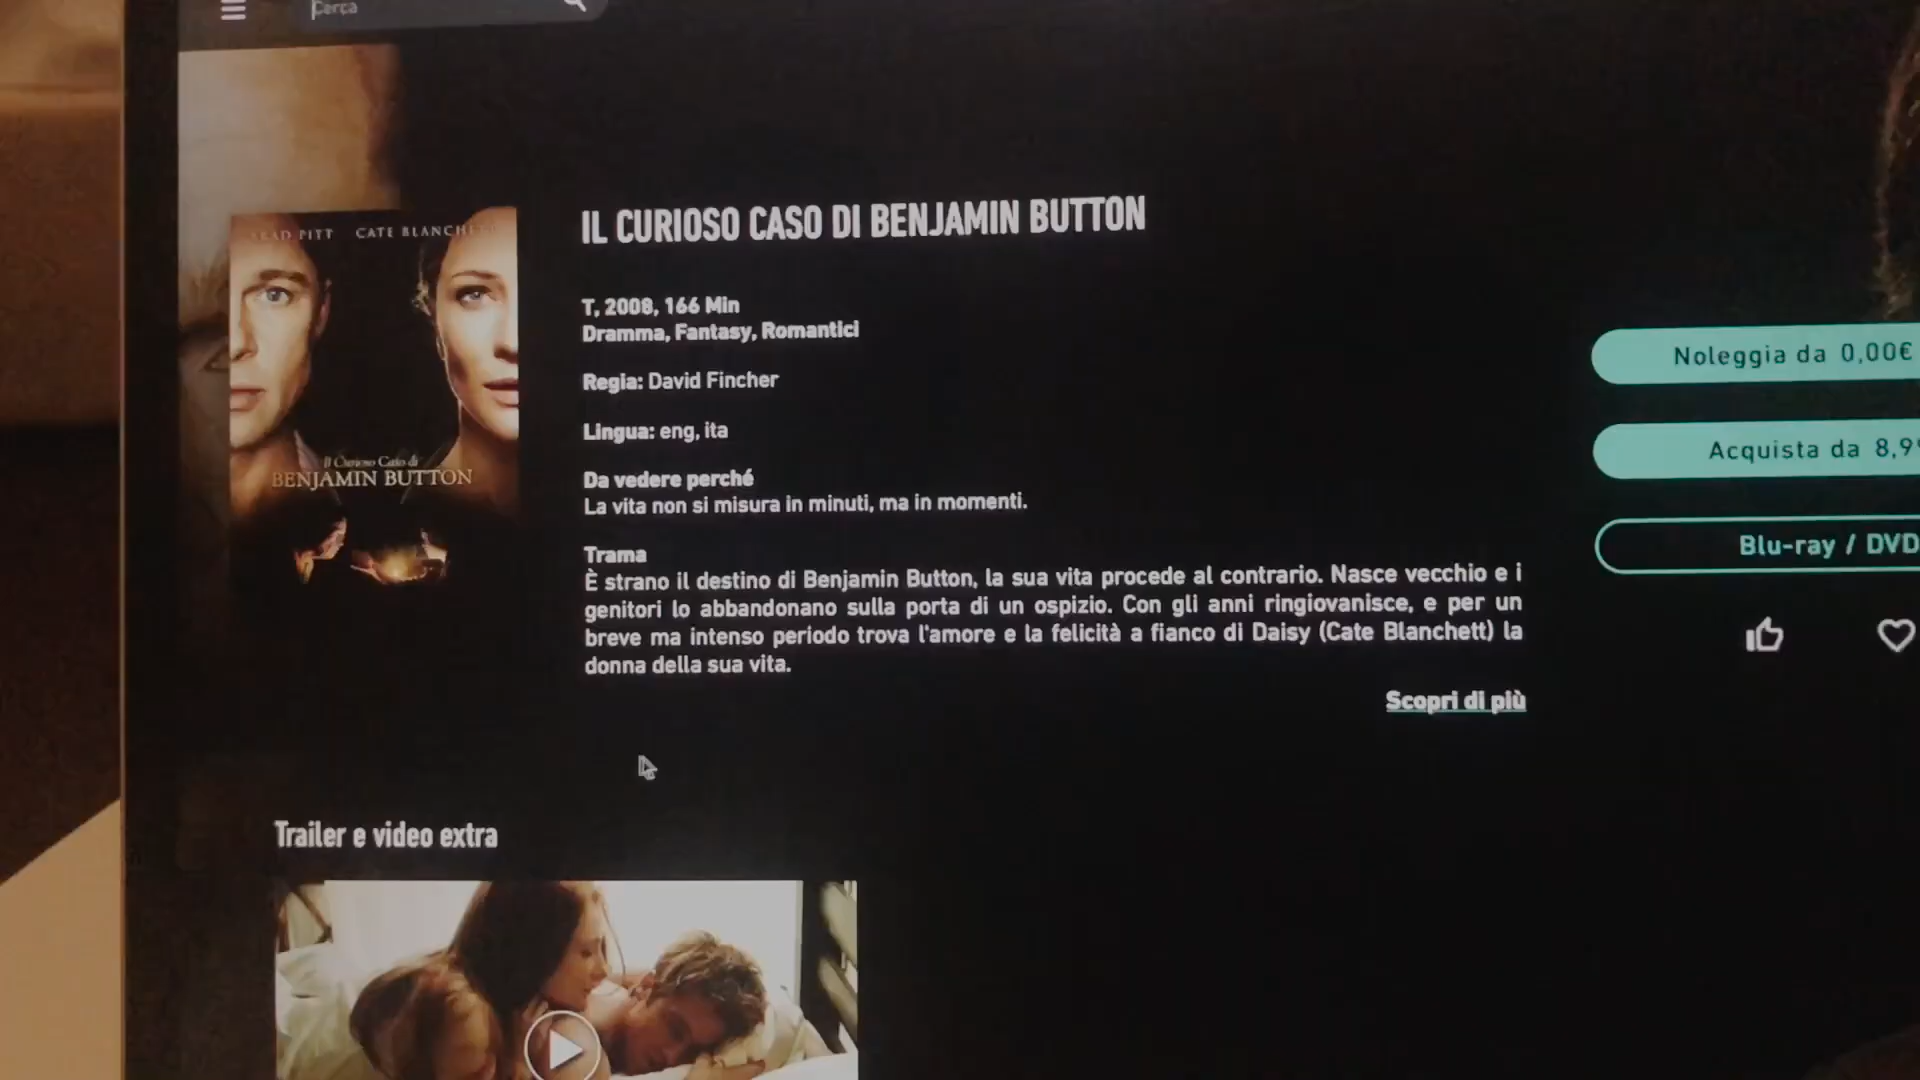 Cerca
BRAD PITT CATE BLANCHETT
IL CURIOSO CASO DI BENJAMIN BUTTON
T, 2008, 166 Min
Dramma, Fantasy, Romantici
Noleggia da 0,00€
Regia: David Fincher
Lingua: eng, ita
Acquista da 8,9
Il Curioso Caso di
BENJAMIN BUTTON
Da vedere perché
La vita non si misura in minuti, ma in momenti.
Blu-ray / DVD
Trama
È strano il destino di Benjamin Button, la sua vita procede al contrario. Nasce vecchio e i
genitori lo abbandonano sulla porta di un ospizio. Con gli anni ringiovanisce, e per un
breve ma intenso periodo trova l'amore e la felicità a fianco di Daisy (Cate Blanchett) la
donna della sua vita.
Scopri di più
Trailer e video extra